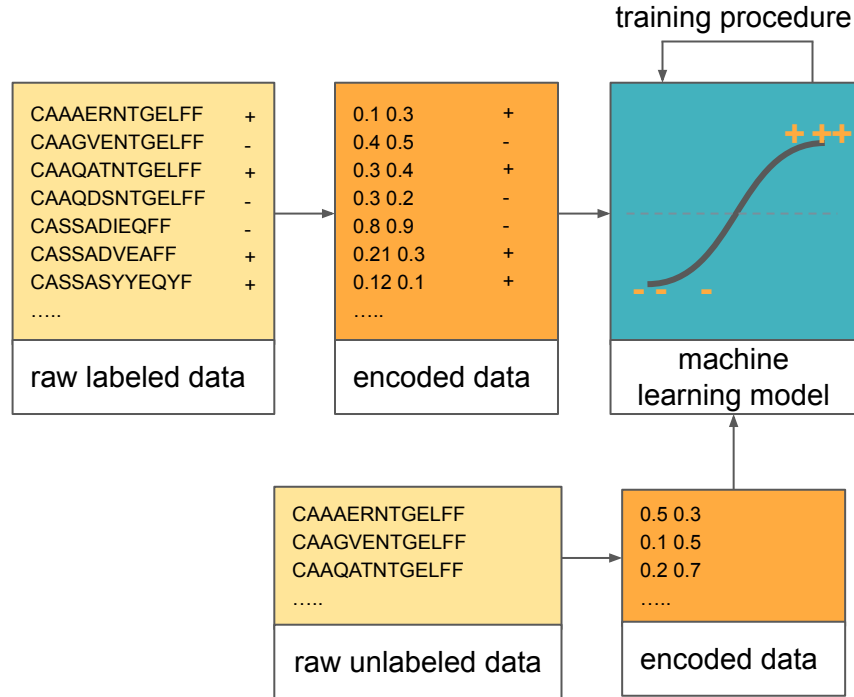 training procedure
CAAAERNTGELFF +
CAAGVENTGELFF -
CAAQATNTGELFF +
CAAQDSNTGELFF -
CASSADIEQFF -
CASSADVEAFF +
CASSASYYEQYF +
.....
raw labeled data
0.1 0.3 +
0.4 0.5 -
0.3 0.4 +
0.3 0.2 -
0.8 0.9 -
0.21 0.3 +
0.12 0.1 +
.....
encoded data
+ ++
- - -
machine
learning model
CAAAERNTGELFF
CAAGVENTGELFF
CAAQATNTGELFF
.....
raw unlabeled data
0.5 0.3
0.1 0.5
0.2 0.7
.....
encoded data